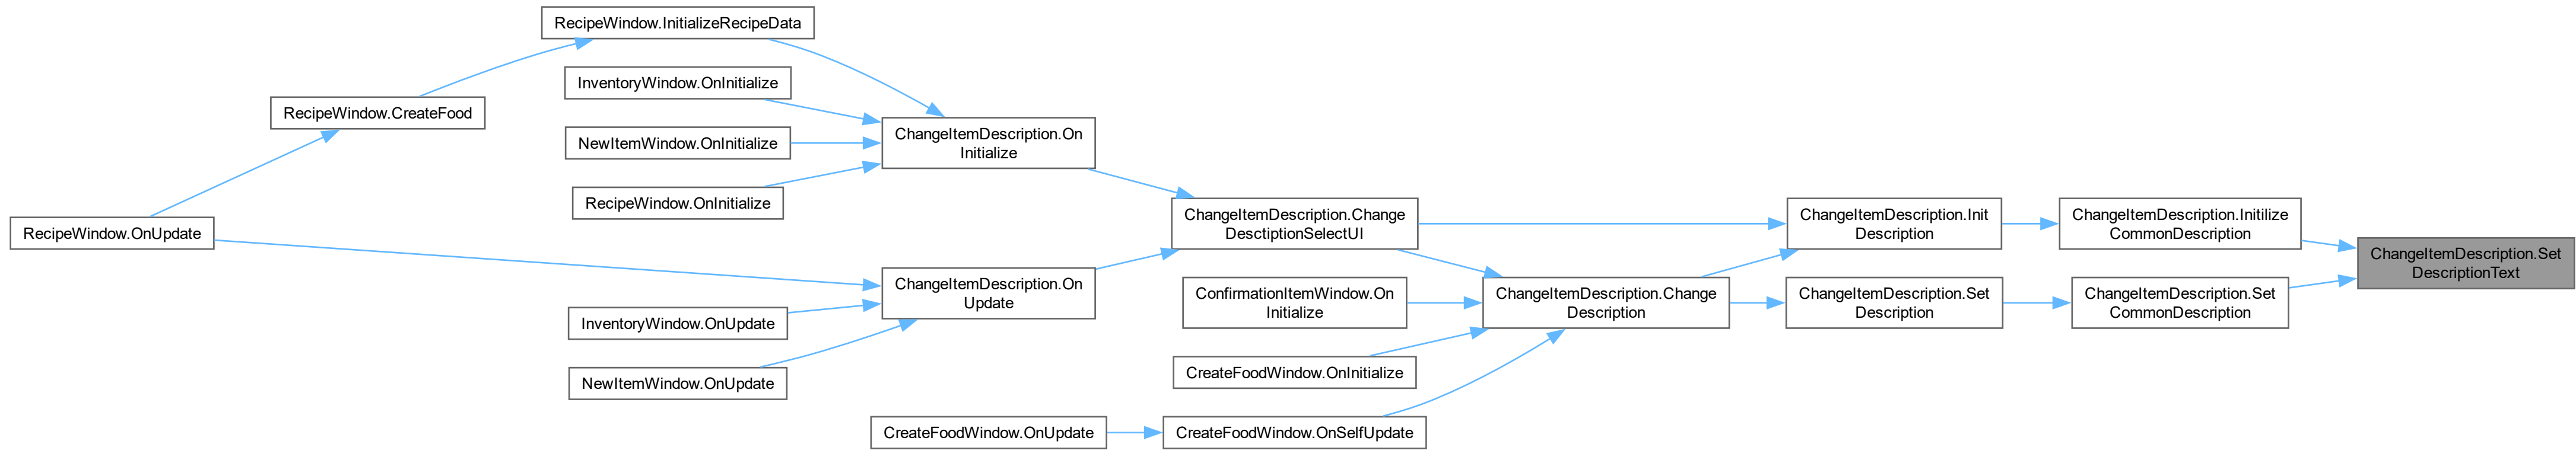 RecipeWindow.InitializeRecipeData
InventoryWindow.OnInitialize
RecipeWindow.CreateFood
NewItemWindow.OnInitialize
ChangeItemDescription.On
Initialize
RecipeWindow.OnInitialize
RecipeWindow.OnUpdate
ChangeItemDescription.Change
DesctiptionSelectUI
ChangeItemDescription.Init
Description
ChangeItemDescription.Initilize
CommonDescription
ChangeItemDescription.Set
DescriptionText
ChangeItemDescription.On
Update
ConfirmationItemWindow.On
Initialize
ChangeItemDescription.Change
Description
ChangeItemDescription.Set
Description
ChangeItemDescription.Set
CommonDescription
InventoryWindow.OnUpdate
NewItemWindow.OnUpdate
CreateFoodWindow.OnInitialize
CreateFoodWindow.OnUpdate
CreateFoodWindow.OnSelfUpdate